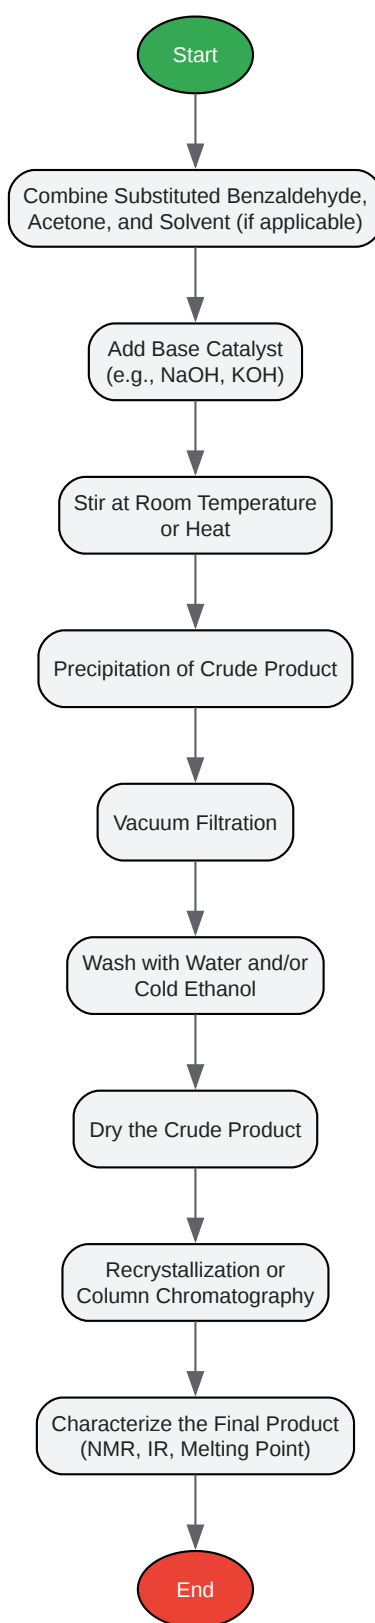 Start
Combine Substituted Benzaldehyde,
Acetone, and Solvent (if applicable)
Add Base Catalyst
(e.g., NaOH, KOH)
Stir at Room Temperature
or Heat
Precipitation of Crude Product
Vacuum Filtration
Wash with Water and/or
Cold Ethanol
Dry the Crude Product
Recrystallization or
Column Chromatography
Characterize the Final Product
(NMR, IR, Melting Point)
End